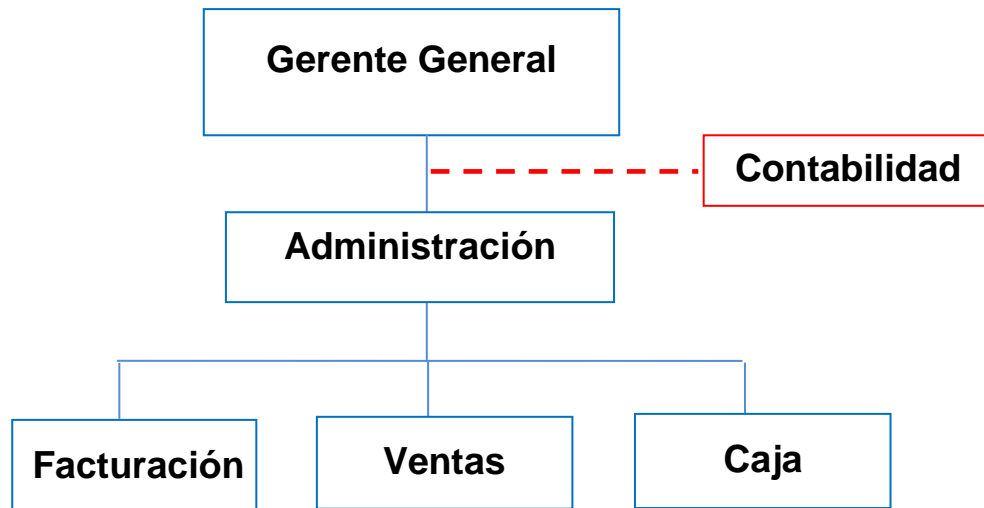 Gerente General
Contabilidad
Administración
Facturación
Ventas
Caja